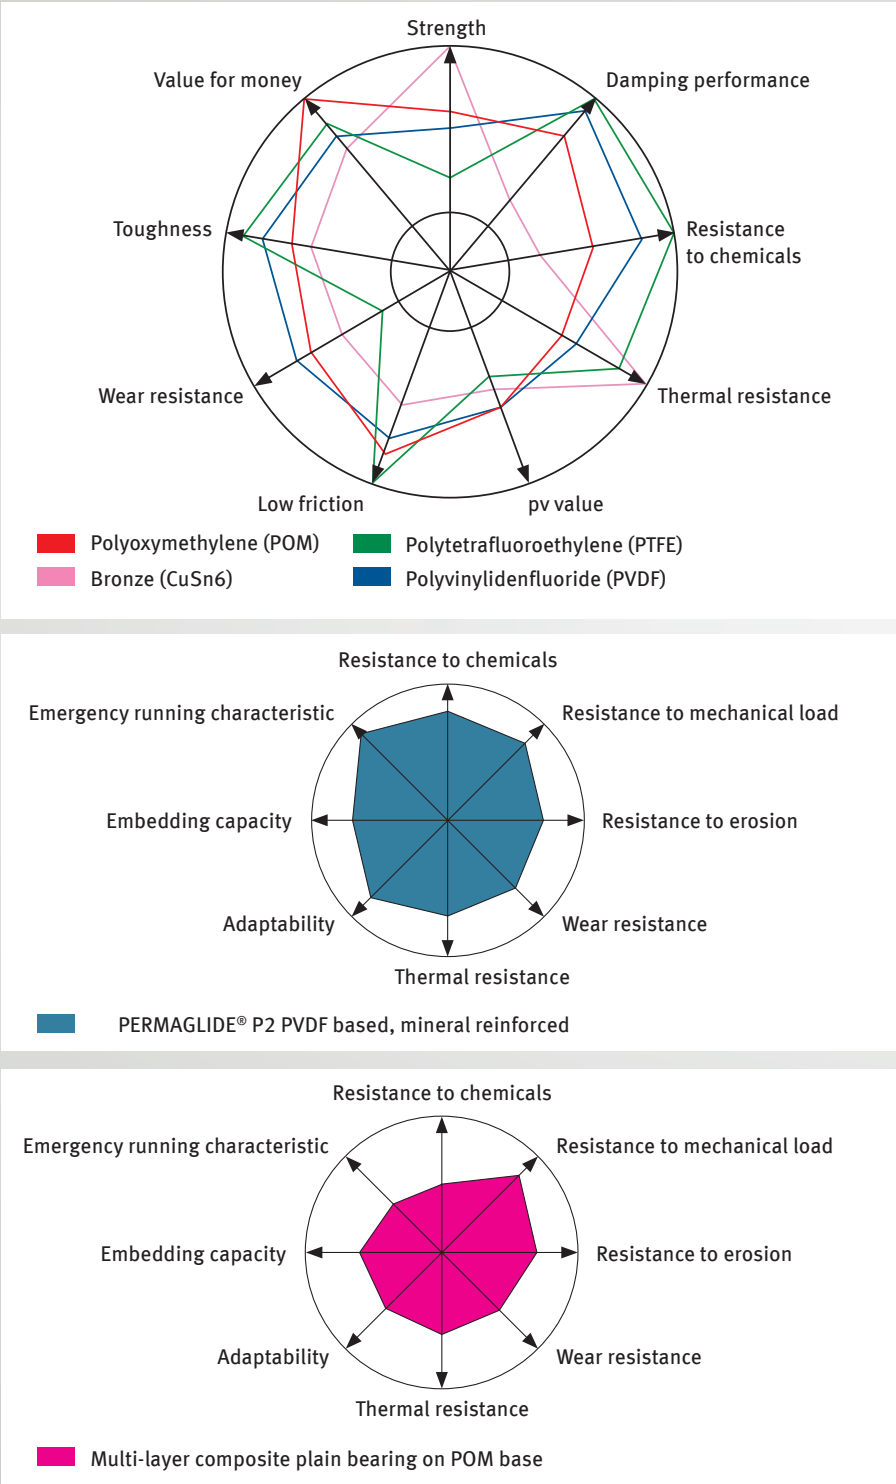 Strength
Value for money
Damping performance
Toughness
Resistance
to chemicals
Wear resistance
Thermal resistance
Low friction
pv value
Polyoxymethylene (POM)
Polytetrafluoroethylene (PTFE)
Bronze (CuSn6)
Polyvinylidenfluoride (PVDF)
Resistance to chemicals
Emergency running characteristic
Resistance to mechanical load
Embedding capacity
Resistance to erosion
Adaptability
Wear resistance
Thermal resistance
PERMAGLIDE® P2 PVDF based, mineral reinforced
Resistance to chemicals
Emergency running characteristic
Resistance to mechanical load
Embedding capacity
Resistance to erosion
Adaptability
Wear resistance
Thermal resistance
Multi-layer composite plain bearing on POM base